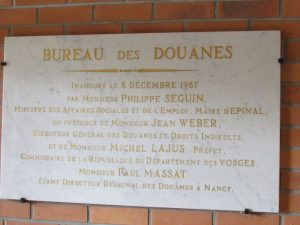 BUREAU DES DOUANES
INAUGURÉ LE 8 DÉCEMBRE 1987
PAR MONSIEUR PHILIPPE SEGUIN,
MINISTRE DES AFFAIRES SOCIALES ET DE L'EMPLOI, MAIRE D'EPINAL,
EN PRÉSENCE DE MONSIEUR JEAN WEBER,
DIRECTEUR GÉNÉRAL DES DOUANES ET DROITS INDIRECTS,
ET DE MONSIEUR MICHEL LAJUS, PRÉFET,
COMMISSAIRE DE LA RÉPUBLIQUE DU DÉPARTEMENT DES VOSGES.
MONSIEUR PAUL MASSAT
ÉTANT DIRECTEUR RÉGIONAL DES DOUANES À NANCY.